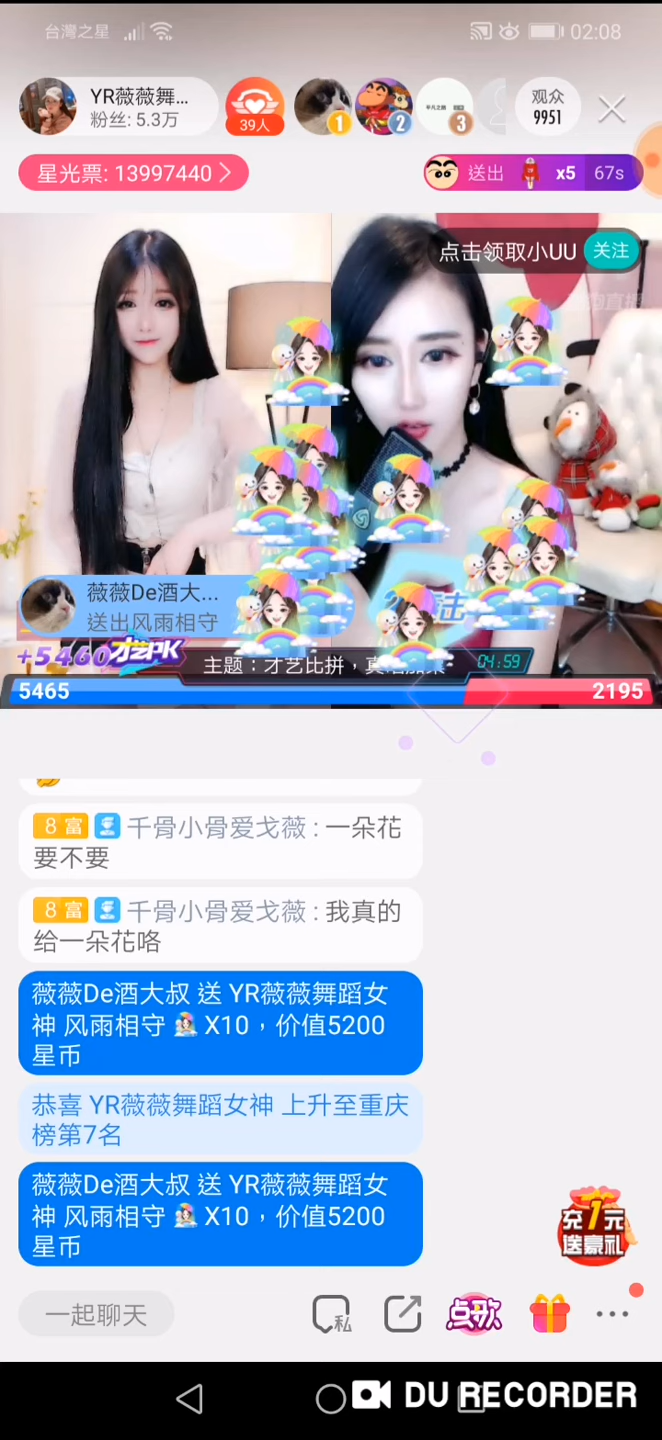 台灣之星
02:08
YR薇薇舞...
粉丝: 5.3万
39人
1
2
3
观众
9951
星光票: 13997440
送出
x5
67s
点击领取小UU
关注
薇薇De酒大...
送出风雨相守
+5460
才艺PK
主题：才艺比拼，
04:59
5465
2195
8 富 千骨小骨爱戈薇 : 一朵花
要不要
8 富 千骨小骨爱戈薇 : 我真的
给一朵花咯
薇薇De酒大叔 送 YR薇薇舞蹈女
神 风雨相守 X10，价值5200
星币
恭喜 YR薇薇舞蹈女神 上升至重庆
榜第7名
薇薇De酒大叔 送 YR薇薇舞蹈女
神 风雨相守 X10，价值5200
星币
充1元
送豪礼
一起聊天
私
点歌
DU RECORDER